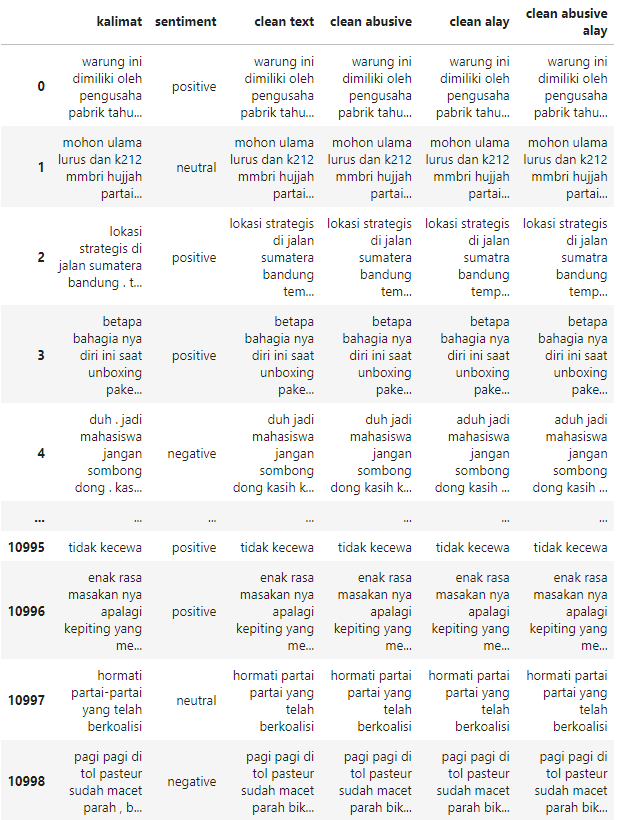 kalimat sentiment clean text clean abusive clean alay clean abusive alay
0 warung ini dimiliki oleh pengusaha pabrik tahu... positive warung ini dimiliki oleh pengusaha pabrik tahu... warung ini dimiliki oleh pengusaha pabrik tahu... warung ini dimiliki oleh pengusaha pabrik tahu... warung ini dimiliki oleh pengusaha pabrik tahu...
1 mohon ulama lurus dan k212 mmbri hujjah partai... neutral mohon ulama lurus dan k212 mmbri hujjah partai... mohon ulama lurus dan k212 mmbri hujjah partai... mohon ulama lurus dan k212 mmbri hujjah partai... mohon ulama lurus dan k212 mmbri hujjah partai...
2 lokasi strategis di jalan sumatera bandung . t... positive lokasi strategis di jalan sumatera bandung tem... lokasi strategis di jalan sumatera bandung tem... lokasi strategis di jalan sumatra bandung temp... lokasi strategis di jalan sumatra bandung temp...
3 betapa bahagia nya diri ini saat unboxing pake... positive betapa bahagia nya diri ini saat unboxing pake... betapa bahagia nya diri ini saat unboxing pake... betapa bahagia nya diri ini saat unboxing pake... betapa bahagia nya diri ini saat unboxing pake...
4 duh . jadi mahasiswa jangan sombong dong . kas... negative duh jadi mahasiswa jangan sombong dong kasih k... duh jadi mahasiswa jangan sombong dong kasih k... aduh jadi mahasiswa jangan sombong dong kasih ... aduh jadi mahasiswa jangan sombong dong kasih ...
... ... ... ... ... ... ...
10995 tidak kecewa positive tidak kecewa tidak kecewa tidak kecewa tidak kecewa
10996 enak rasa masakan nya apalagi kepiting yang me... positive enak rasa masakan nya apalagi kepiting yang me... enak rasa masakan nya apalagi kepiting yang me... enak rasa masakan nya apalagi kepiting yang me... enak rasa masakan nya apalagi kepiting yang me...
10997 hormati partai-partai yang telah berkoalisi neutral hormati partai partai yang telah berkoalisi hormati partai partai yang telah berkoalisi hormati partai partai yang telah berkoalisi hormati partai partai yang telah berkoalisi
10998 pagi pagi di tol pasteur sudah macet parah , b... negative pagi pagi di tol pasteur sudah macet parah bik... pagi pagi di tol pasteur sudah macet parah bik... pagi pagi di tol pasteur sudah macet parah bik... pagi pagi di tol pasteur sudah macet parah bik...